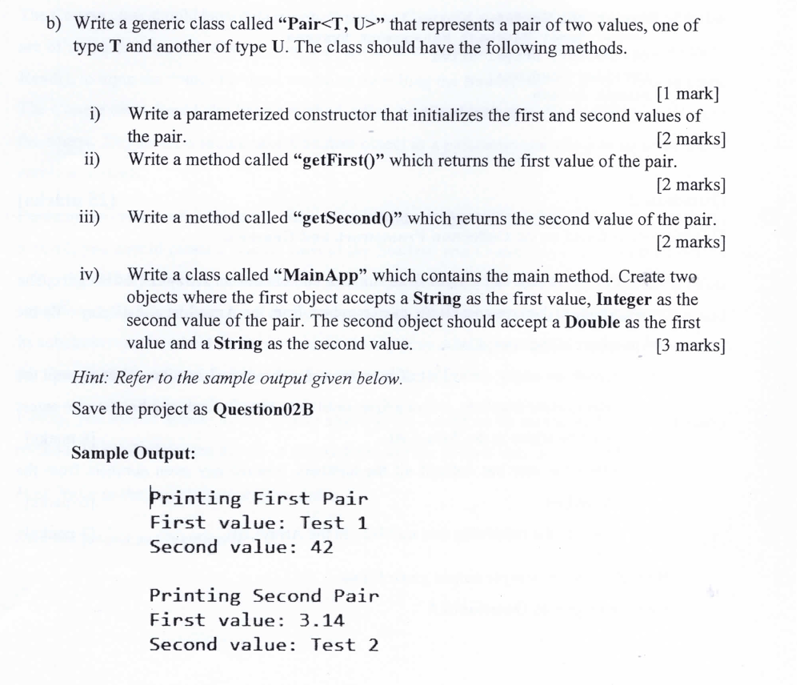 b) Write a generic class called “Pair<T, U>” that represents a pair of two values, one of
type T and another of type U. The class should have the following methods.
[1 mark]
i) Write a parameterized constructor that initializes the first and second values of
the pair. [2 marks]
ii) Write a method called “getFirst()” which returns the first value of the pair.
[2 marks]
iii) Write a method called “getSecond()” which returns the second value of the pair.
[2 marks]
iv) Write a class called “MainApp” which contains the main method. Create two
objects where the first object accepts a String as the first value, Integer as the
second value of the pair. The second object should accept a Double as the first
value and a String as the second value. [3 marks]
Hint: Refer to the sample output given below.
Save the project as Question02B
Sample Output:
Printing First Pair
First value: Test 1
Second value: 42
Printing Second Pair
First value: 3.14
Second value: Test 2